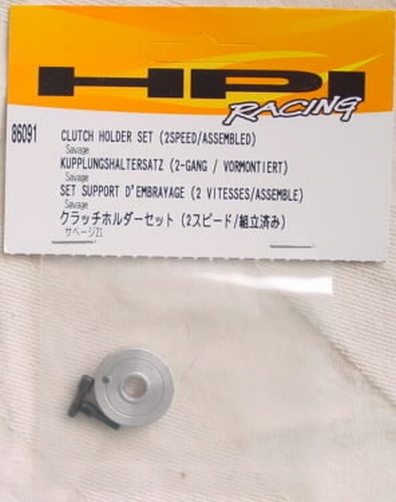 HPI
RACING
86091 CLUTCH HOLDER SET (2SPEED/ASSEMBLED)
Savage
KUPPLUNGSHALTERSATZ (2-GANG / VORMONTIERT)
Savage
SET SUPPORT D'EMBRAYAGE (2 VITESSES/ASSEMBLE)
Savage
クラッチホルダーセット (2スピード/組立済み)
サベージ21